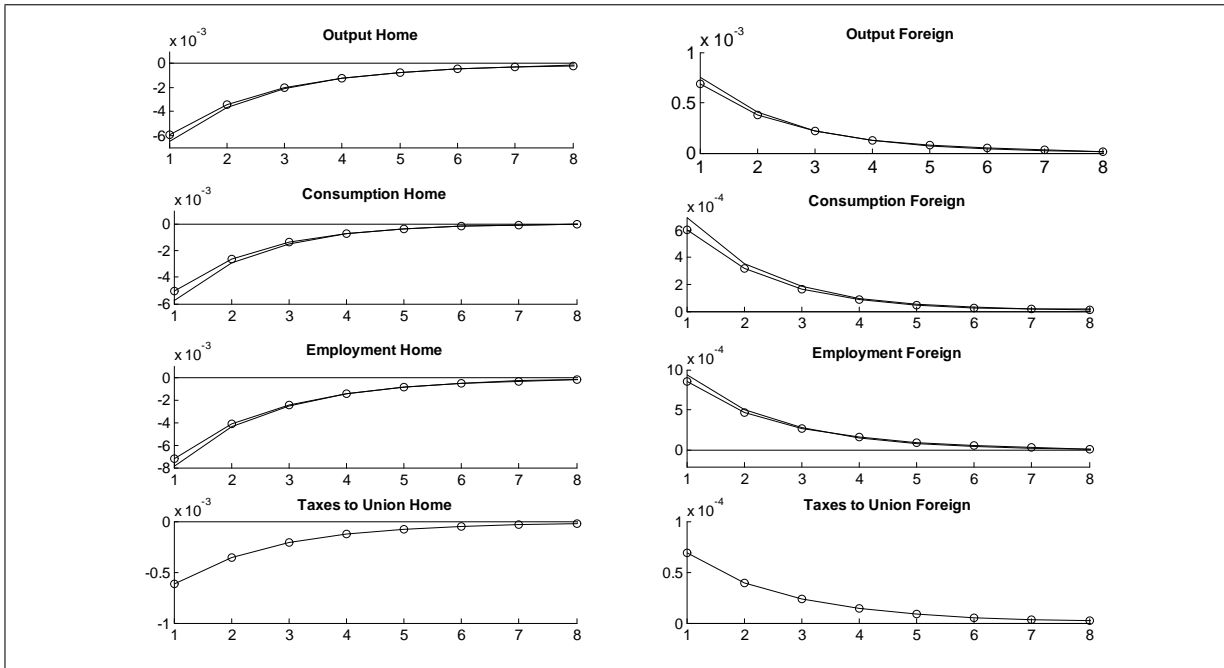 Output Home
x 10^-3
0
-2
-4
-6
1 2 3 4 5 6 7 8
Output Foreign
x 10^-3
1
0.5
0
1 2 3 4 5 6 7 8
Consumption Home
x 10^-3
0
-2
-4
-6
1 2 3 4 5 6 7 8
Consumption Foreign
x 10^-4
6
4
2
0
1 2 3 4 5 6 7 8
Employment Home
x 10^-3
0
-2
-4
-6
-8
1 2 3 4 5 6 7 8
Employment Foreign
x 10^-4
10
5
0
1 2 3 4 5 6 7 8
Taxes to Union Home
x 10^-3
0
-0.5
-1
1 2 3 4 5 6 7 8
Taxes to Union Foreign
x 10^-4
1
0.5
0
1 2 3 4 5 6 7 8